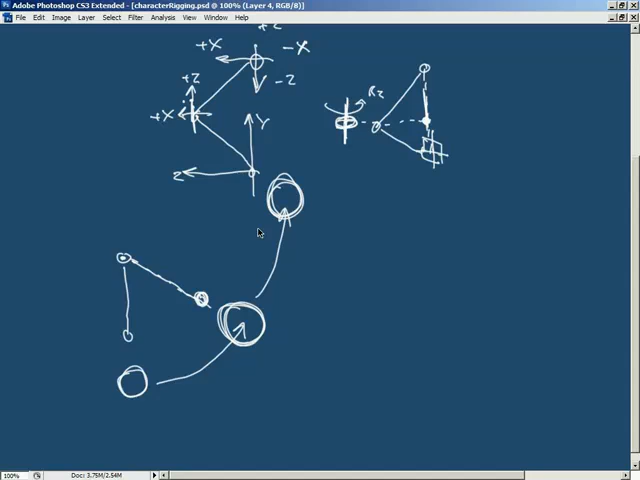 Adobe Photoshop CS3 Extended - [characterRigging.psd @ 100% (Layer 4, RGB/8)]
File Edit Image Layer Select Filter Analysis View Window Help
+X -X
-Z
+Z
+X
Y
Z
RZ
100% Doc: 3.75M/2.54M